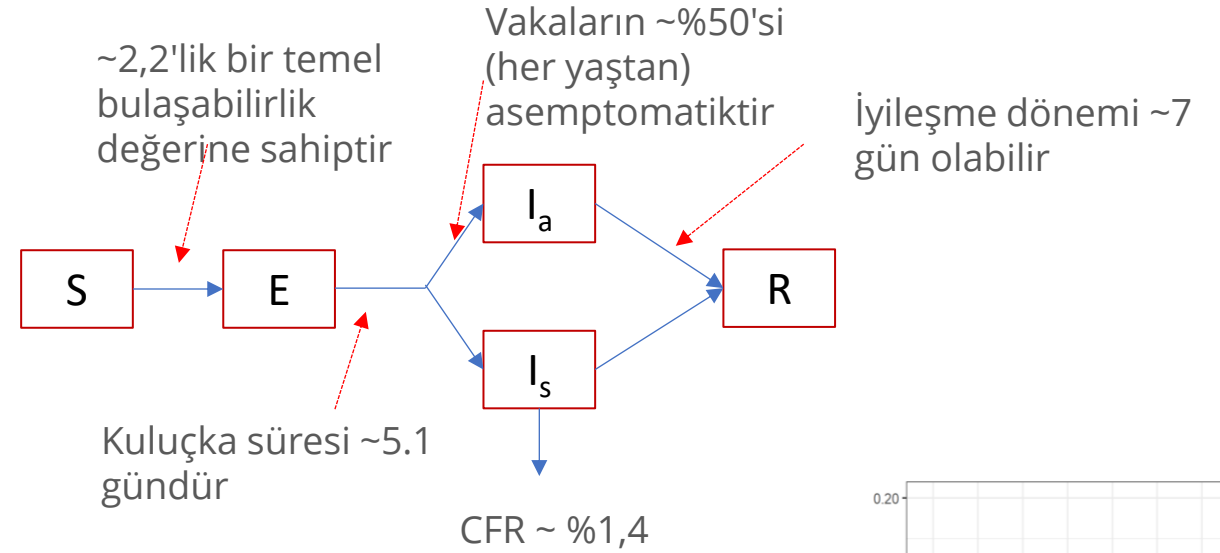 ~2,2'lik bir temel
bulaşabilirlik
değerine sahiptir
Vakaların ~%50'si
(her yaştan)
asemptomatiktir
İyileşme dönemi ~7
gün olabilir
Ia
S
E
R
Is
Kuluçka süresi ~5.1
gündür
CFR ~ %1,4
0.20